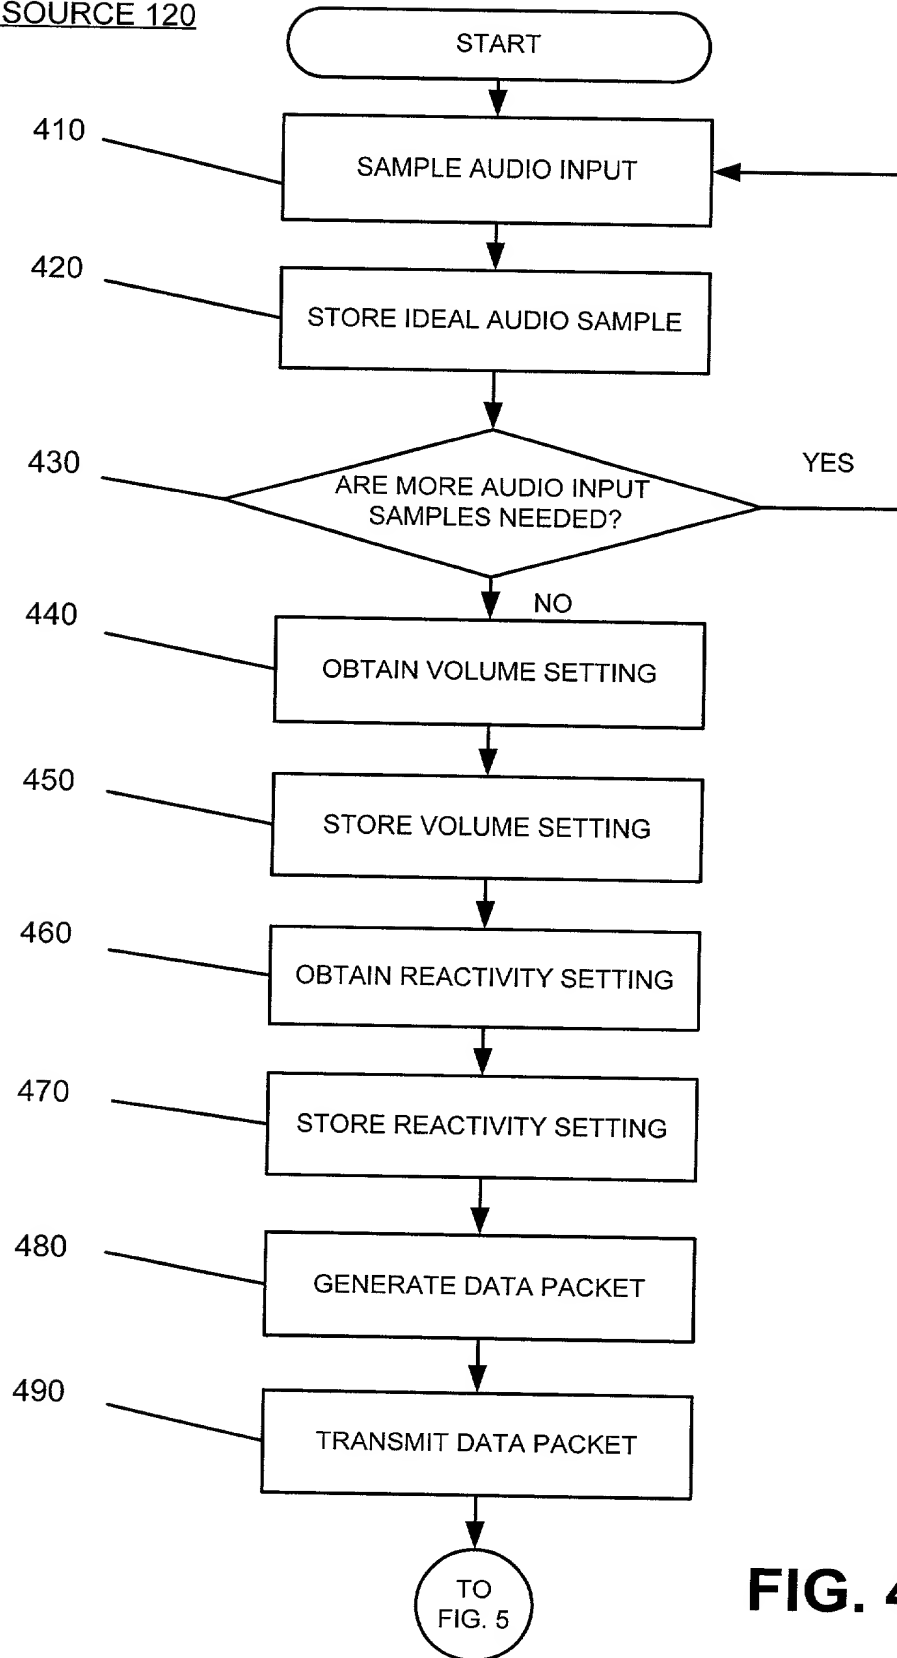 SOURCE 120
START
410
SAMPLE AUDIO INPUT
420
STORE IDEAL AUDIO SAMPLE
430
ARE MORE AUDIO INPUT
SAMPLES NEEDED?
YES
NO
440
OBTAIN VOLUME SETTING
450
STORE VOLUME SETTING
460
OBTAIN REACTIVITY SETTING
470
STORE REACTIVITY SETTING
480
GENERATE DATA PACKET
490
TRANSMIT DATA PACKET
TO
FIG. 5
FIG. 4